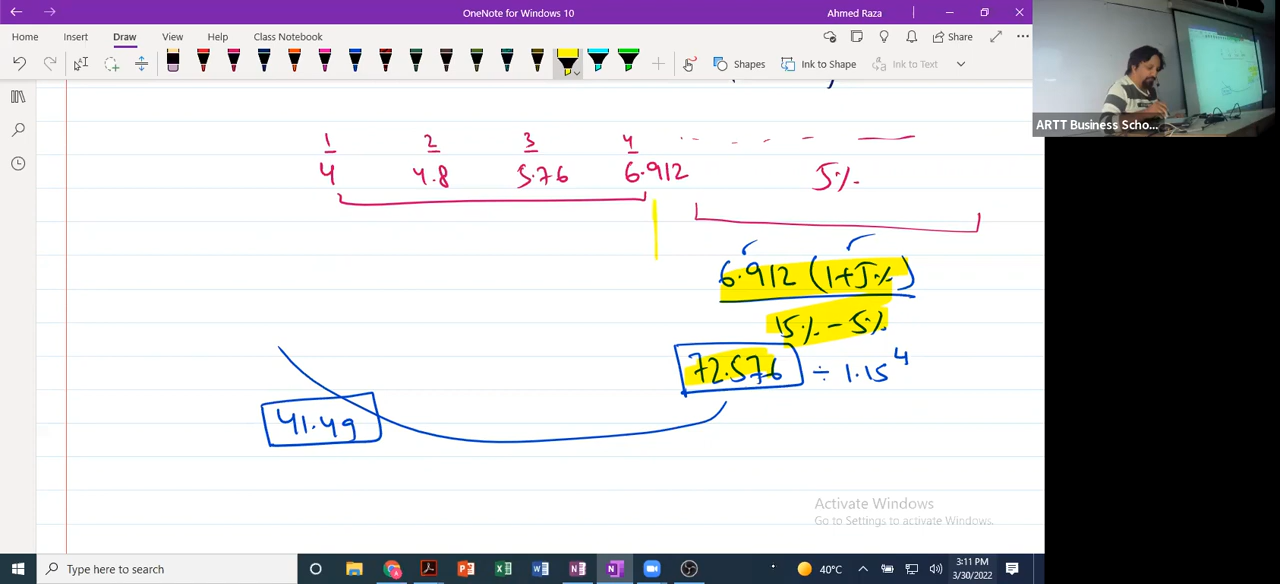 OneNote for Windows 10
Ahmed Raza
Home Insert Draw View Help Class Notebook
Share
Shapes Ink to Shape Ink to Text
ARTT Business Scho...
1 2 3 4
4 4.8 5.76 6.912 5%
6.912 (1+5%)
15% - 5%
72.576 ÷ 1.15^4
41.49
Activate Windows
Go to Settings to activate Windows.
Type here to search
40°C
3:11 PM
3/30/2022